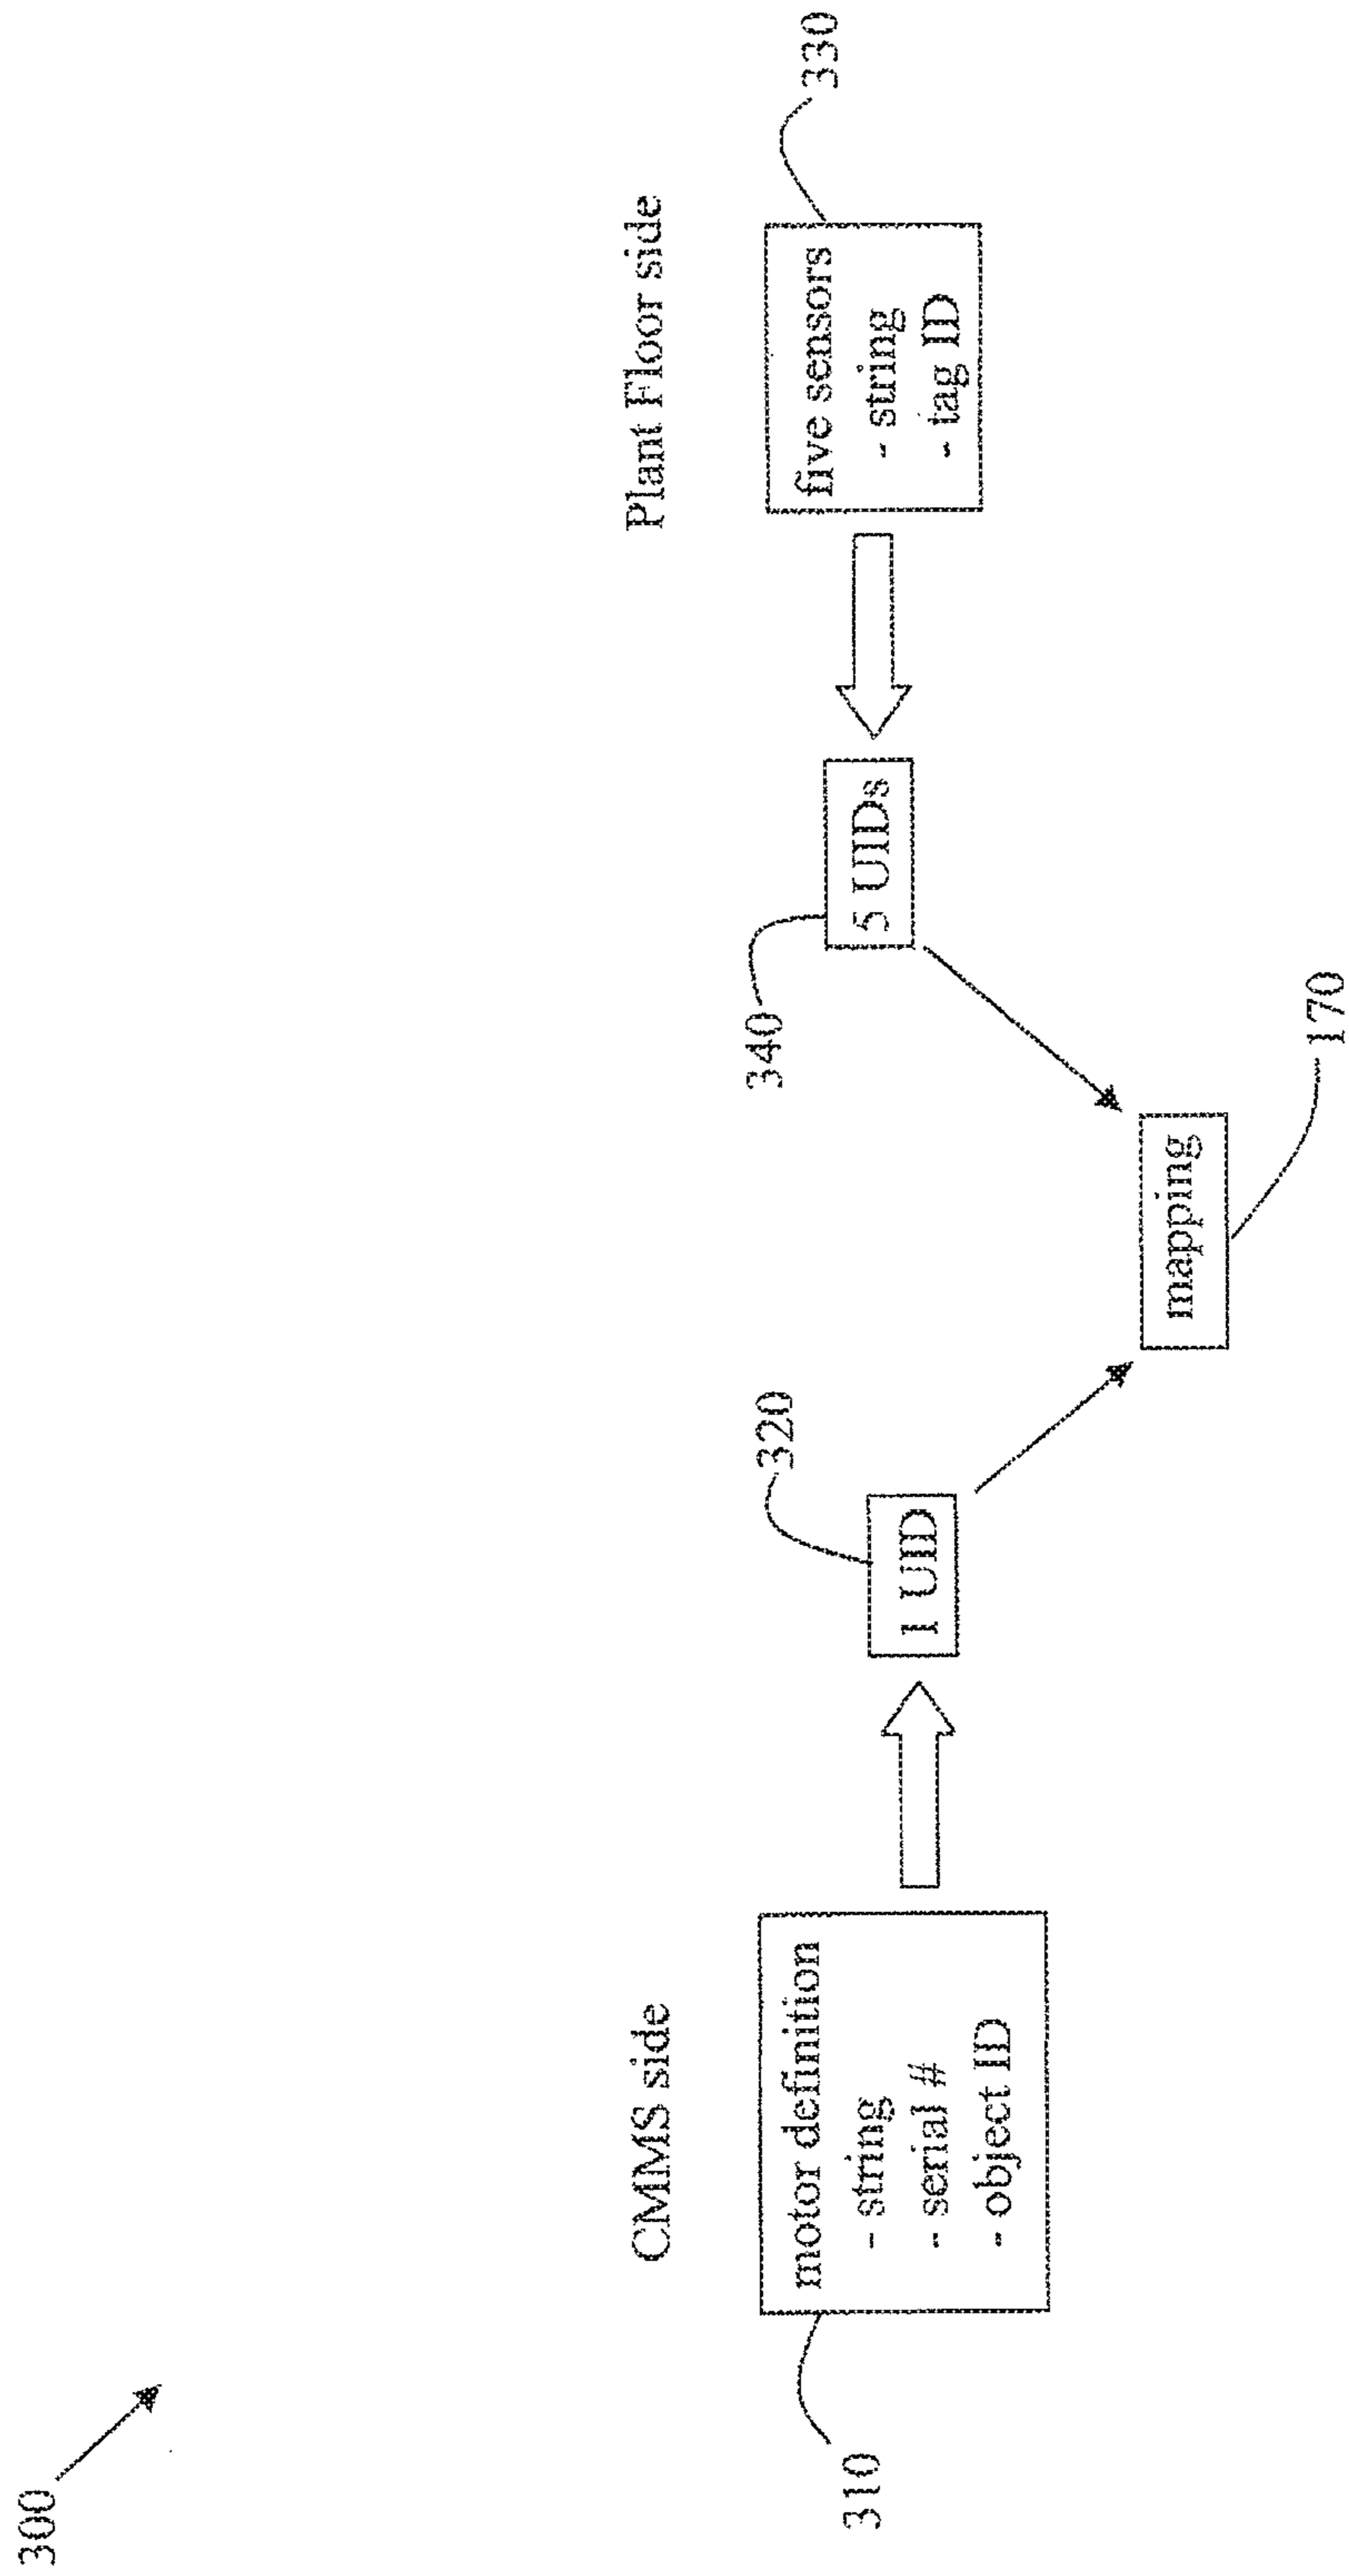 300
CMMS side
Plant Floor side
310
motor definition
- string
- serial #
- object ID
320
1 UID
340
5 UIDs
330
five sensors
- string
- tag ID
mapping
170